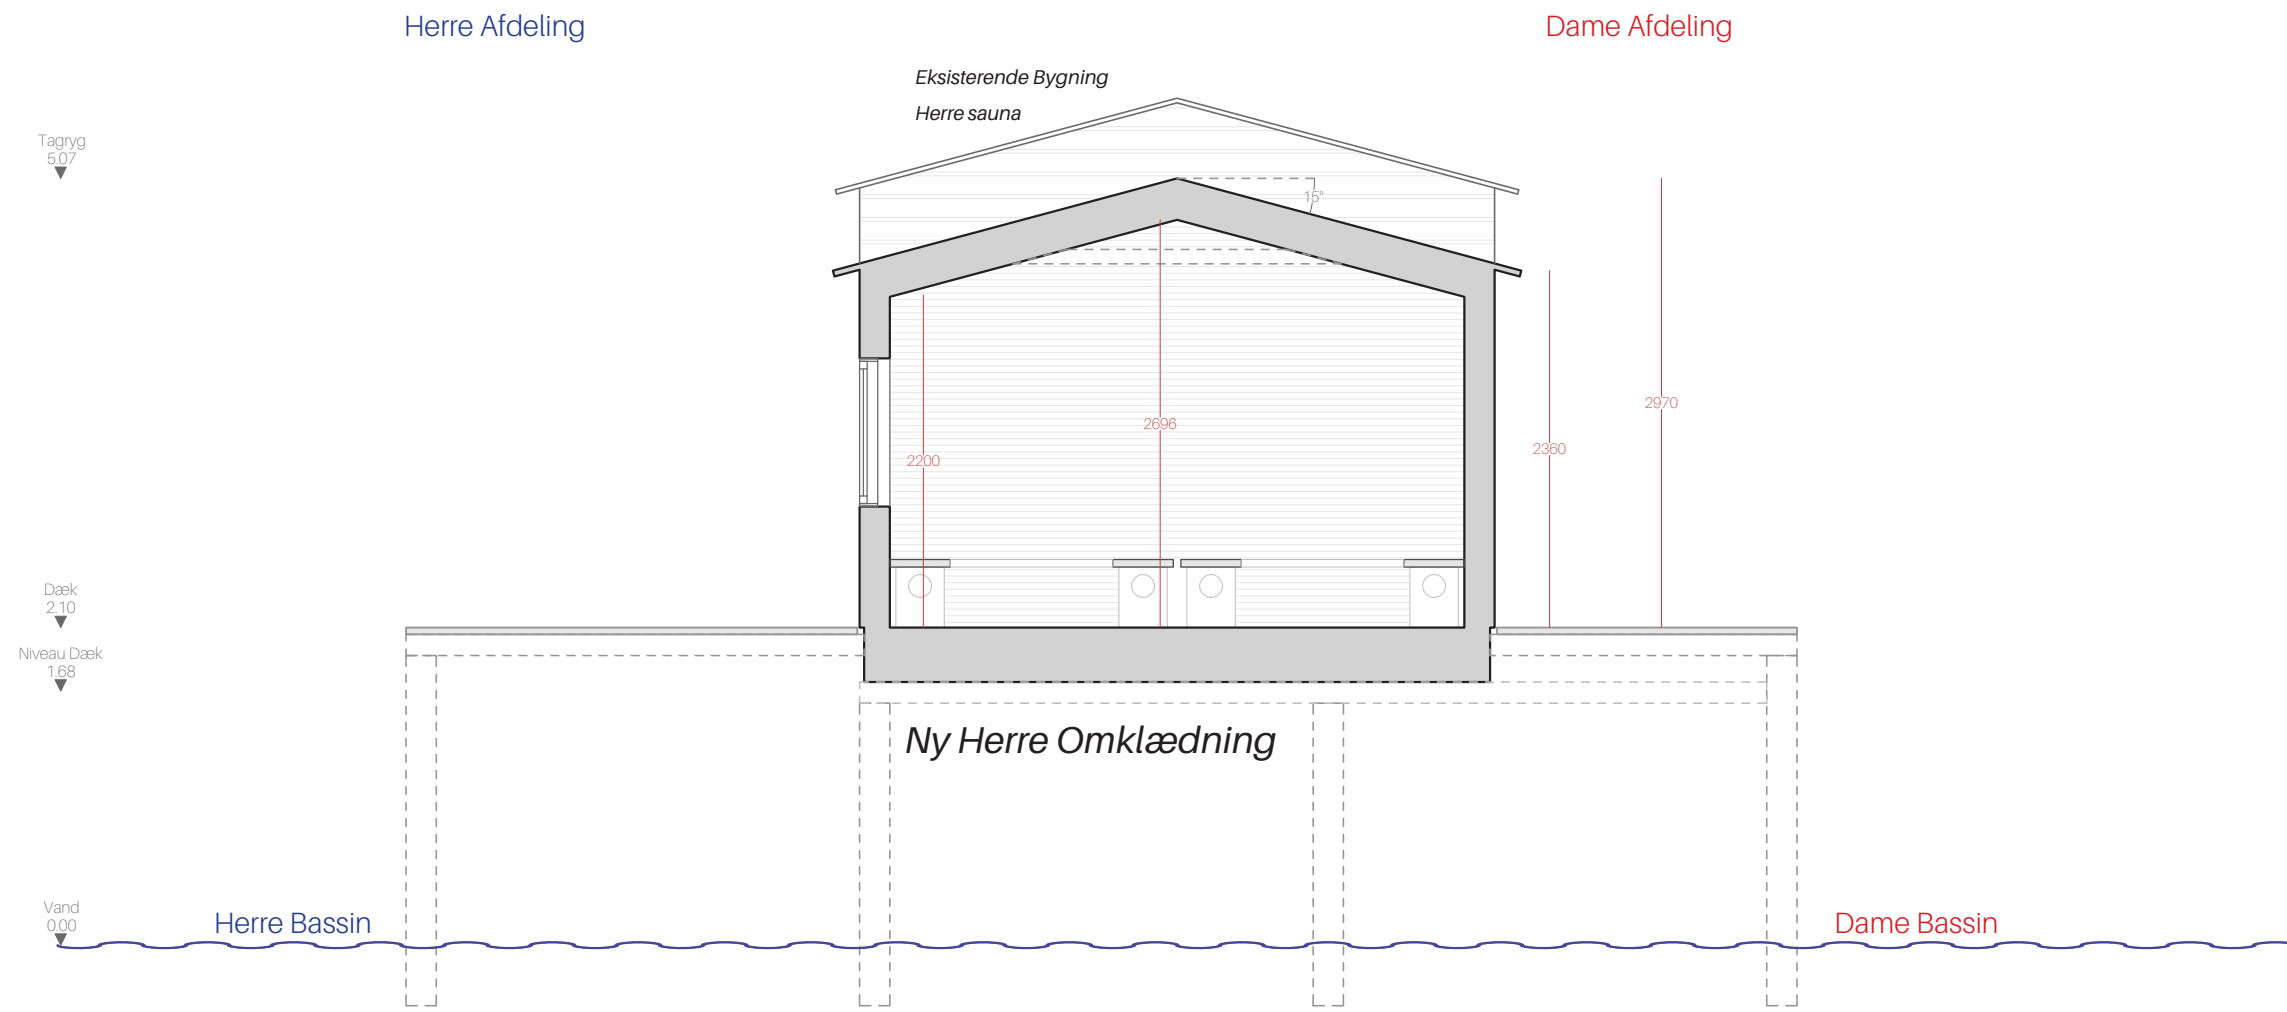 Herre Afdeling
Dame Afdeling
Eksisterende Bygning
Herre sauna
Tagryg
5.07
15°
2970
2696
2360
2200
Dæk
2.10
Niveau Dæk
1.68
Ny Herre Omklædning
Vand
0.00
Herre Bassin
Dame Bassin